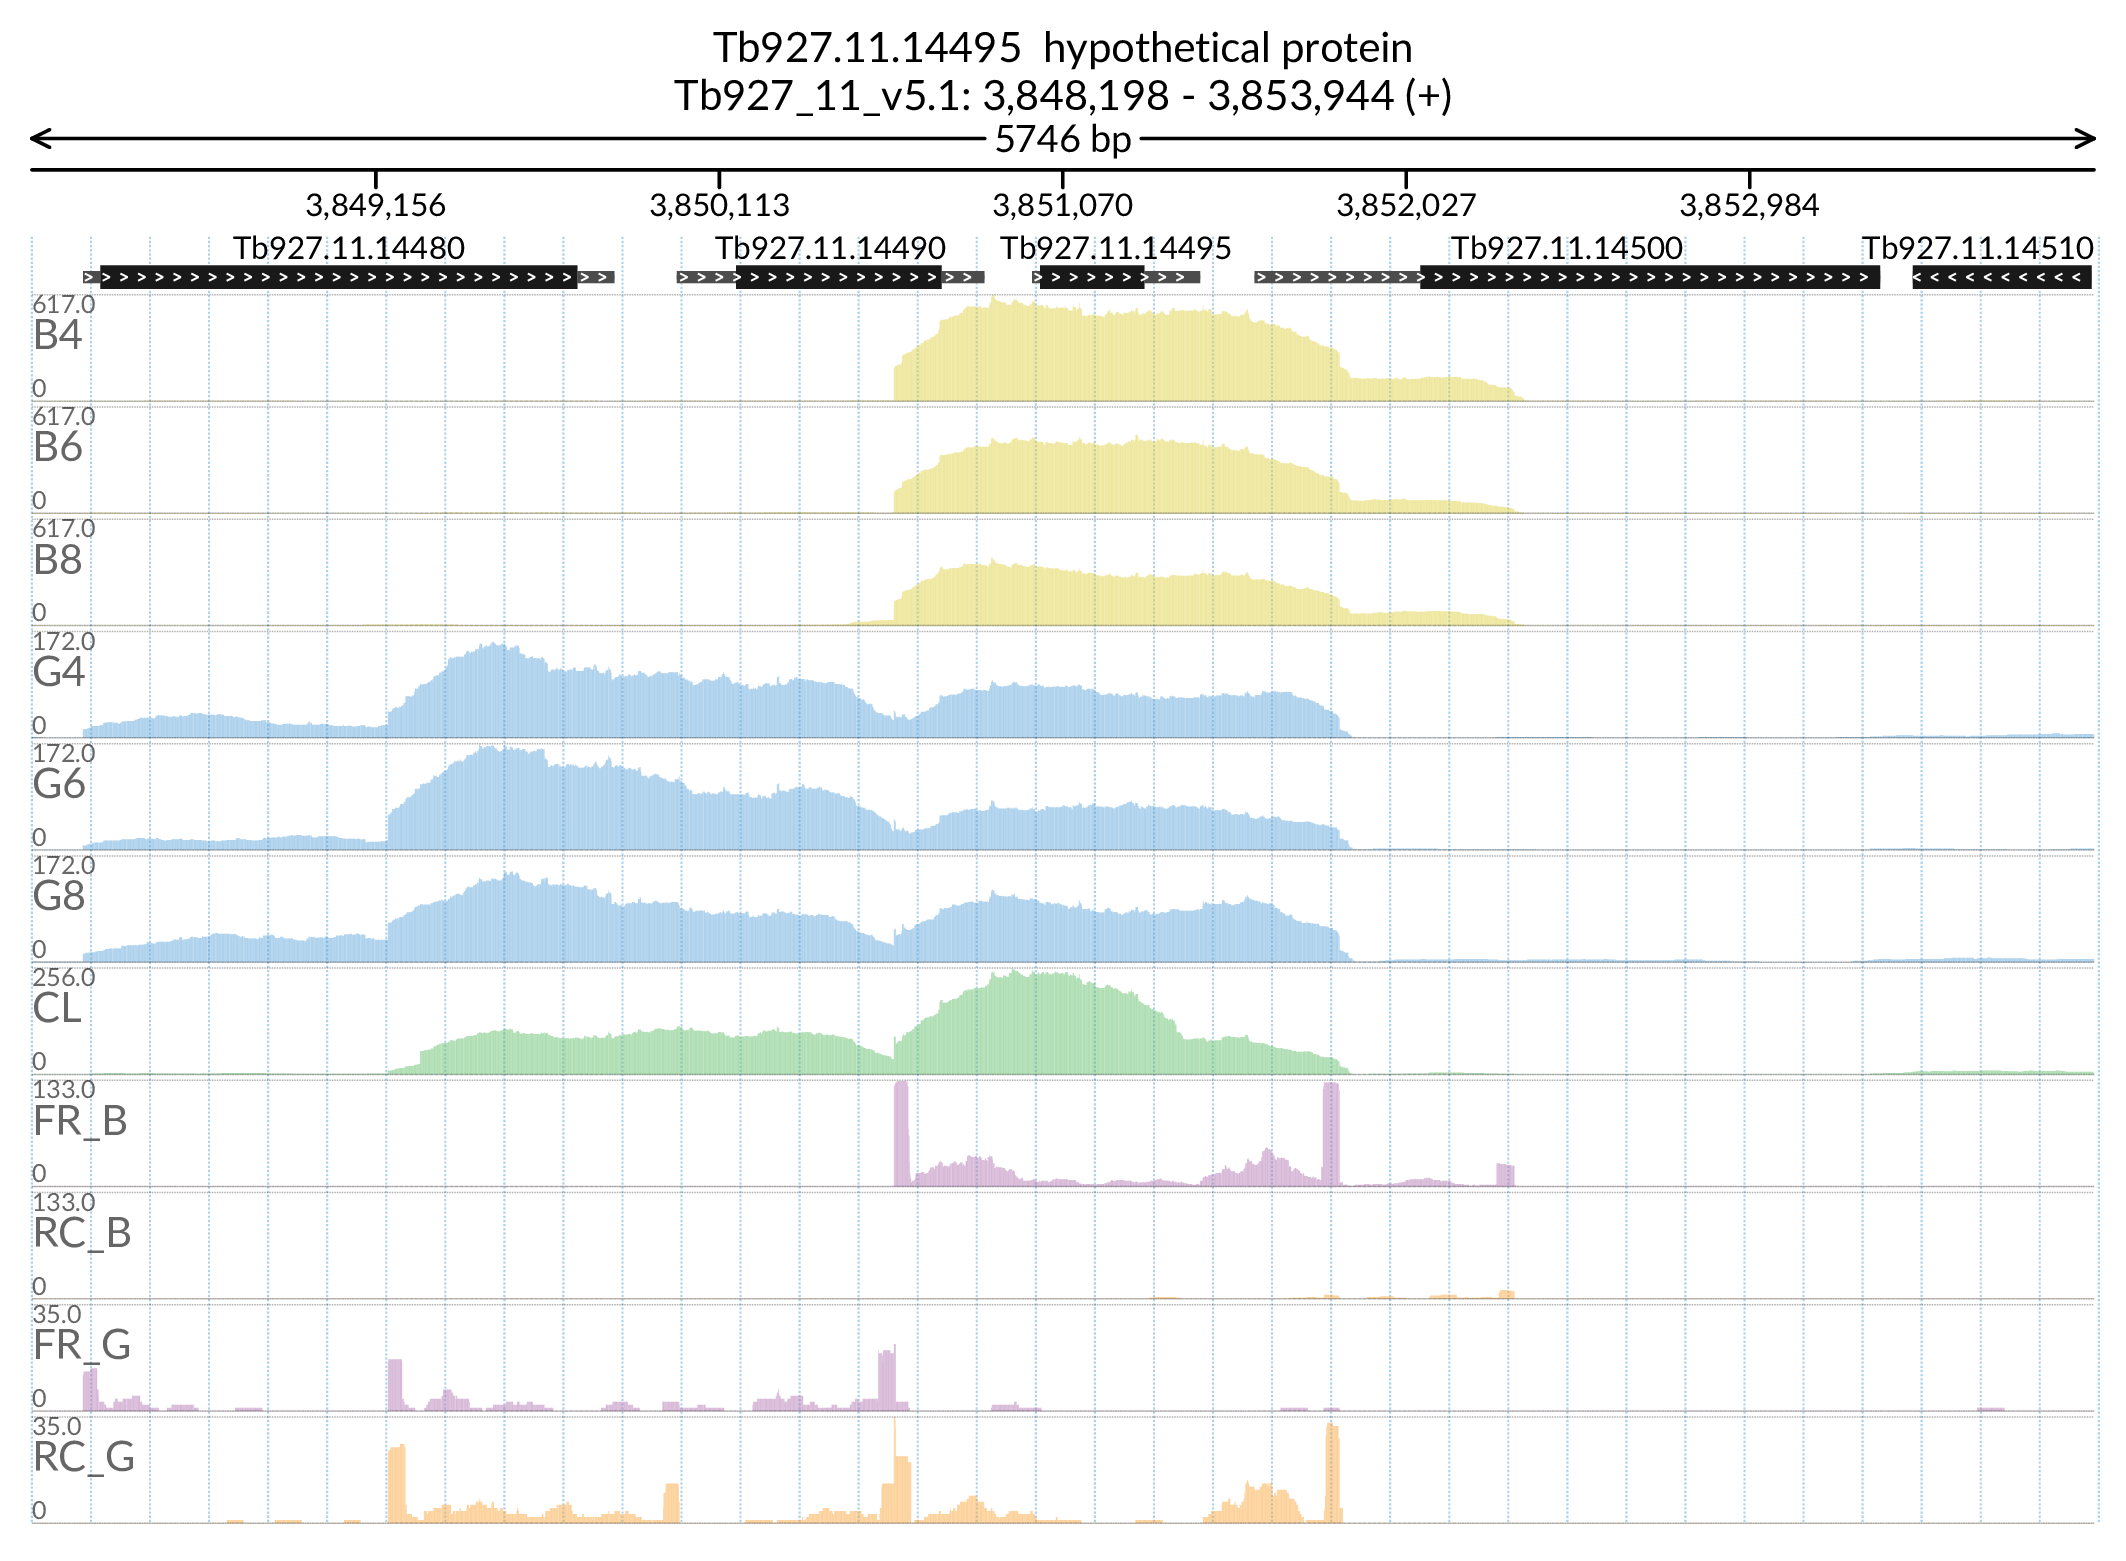 Tb927.11.14495  hypothetical protein
Tb927_11_v5.1: 3,848,198 - 3,853,944 (+)
5746 bp
3,849,156 3,850,113 3,851,070 3,852,027 3,852,984
Tb927.11.14480 Tb927.11.14490 Tb927.11.14495 Tb927.11.14500 Tb927.11.14510
617.0
B4
0
617.0
B6
0
617.0
B8
0
172.0
G4
0
172.0
G6
0
172.0
G8
0
256.0
CL
0
133.0
FR_B
0
133.0
RC_B
0
35.0
FR_G
0
35.0
RC_G
0